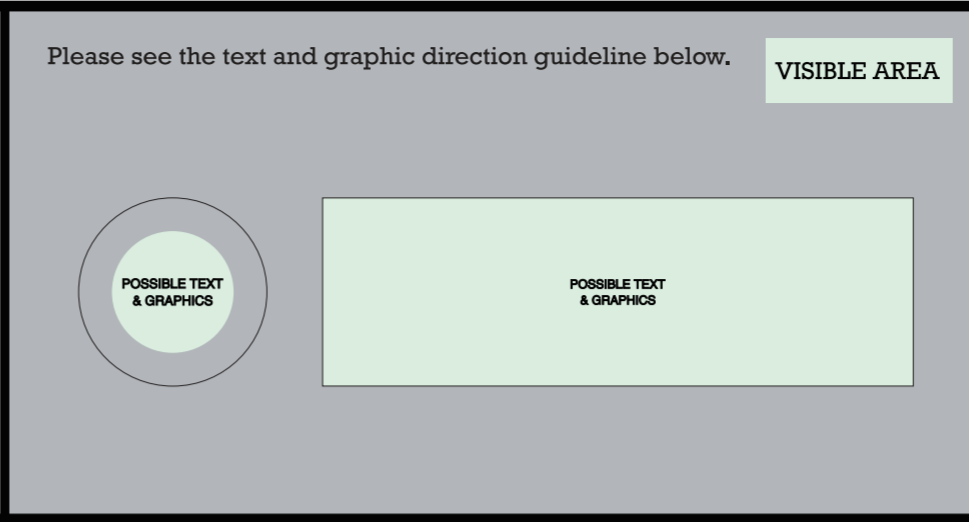 Please see the text and graphic direction guideline below.
VISIBLE AREA
POSSIBLE TEXT
& GRAPHICS
POSSIBLE TEXT
& GRAPHICS